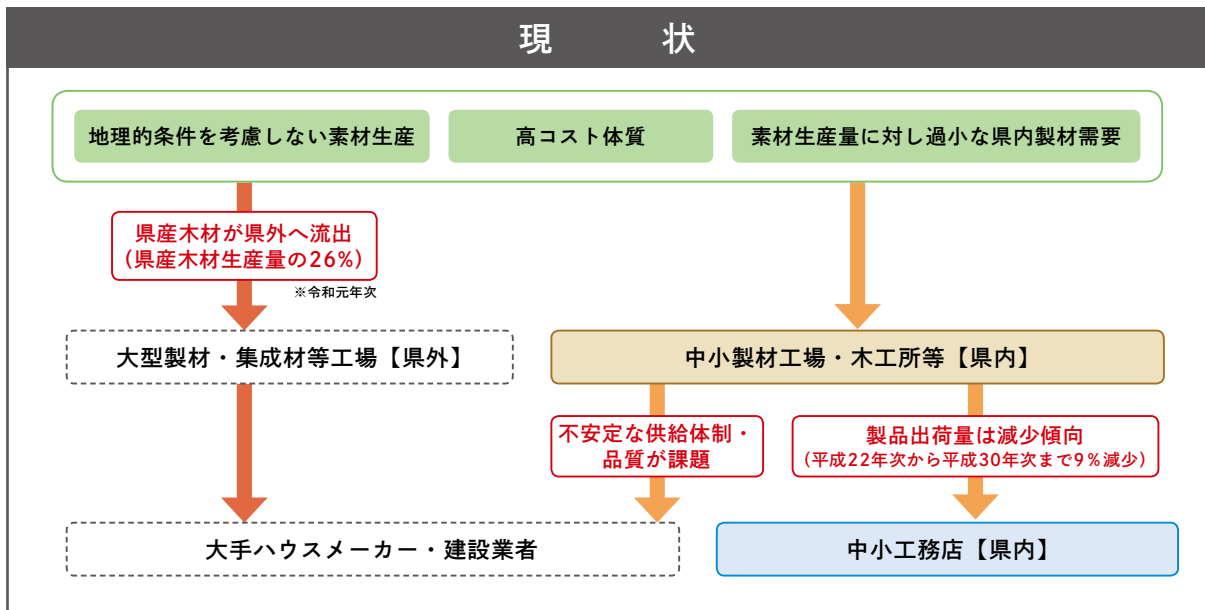 現状
地理的条件を考慮しない素材生産
高コスト体質
素材生産量に対し過小な県内製材需要
県産木材が県外へ流出
(県産木材生産量の26%)
※令和元年次
大型製材・集成材等工場【県外】
中小製材工場・木工所等【県内】
不安定な供給体制・
品質が課題
製品出荷量は減少傾向
(平成22年次から平成30年次まで9%減少)
大手ハウスメーカー・建設業者
中小工務店【県内】